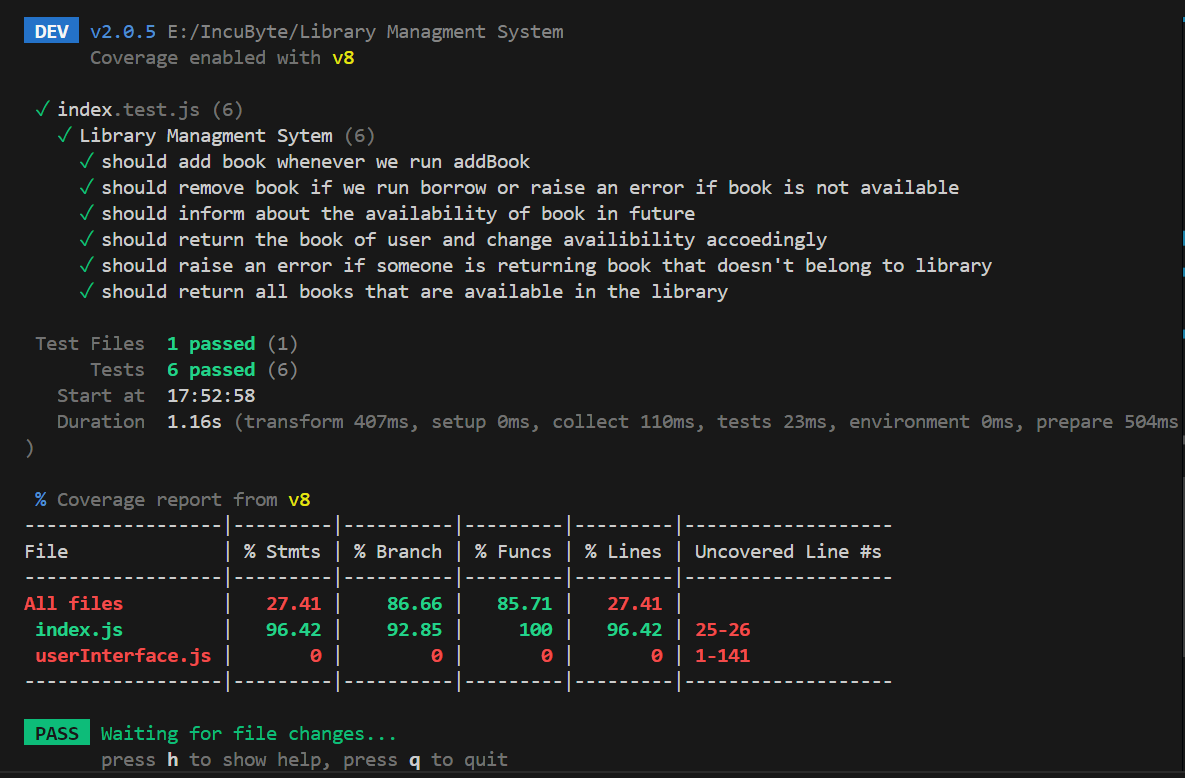 DEV v2.0.5 E:/IncuByte/Library Managment System
Coverage enabled with v8
✓ index.test.js (6)
✓ Library Managment Sytem (6)
✓ should add book whenever we run addBook
✓ should remove book if we run borrow or raise an error if book is not available
✓ should inform about the availability of book in future
✓ should return the book of user and change availibility accoedingly
✓ should raise an error if someone is returning book that doesn't belong to library
✓ should return all books that are available in the library
Test Files 1 passed (1)
Tests 6 passed (6)
Start at 17:52:58
Duration 1.16s (transform 407ms, setup 0ms, collect 110ms, tests 23ms, environment 0ms, prepare 504ms
)
% Coverage report from v8
------------------|---------|----------|---------|---------|-------------------
File | % Stmts | % Branch | % Funcs | % Lines | Uncovered Line #s
------------------|---------|----------|---------|---------|-------------------
All files | 27.41 | 86.66 | 85.71 | 27.41 |
index.js | 96.42 | 92.85 | 100 | 96.42 | 25-26
userInterface.js | 0 | 0 | 0 | 0 | 1-141
------------------|---------|----------|---------|---------|-------------------
PASS Waiting for file changes...
press h to show help, press q to quit